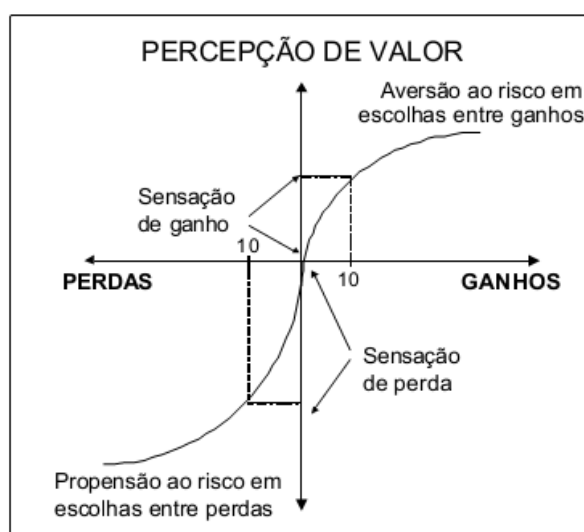 PERCEPÇÃO DE VALOR
Aversão ao risco em
escolhas entre ganhos
Sensação
de ganho
10
PERDAS
10
GANHOS
Sensação
de perda
Propensão ao risco em
escolhas entre perdas